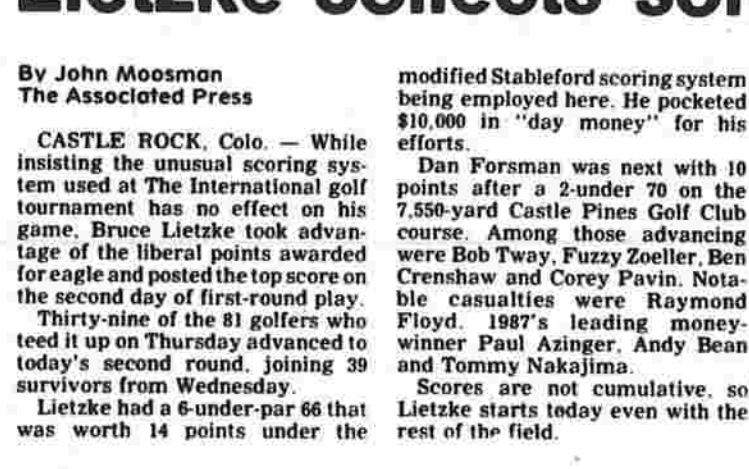 Lietzke collects
By John Moosman
The Associated Press
CASTLE ROCK, Colo. — While
insisting the unusual scoring sys-
tem used at The International golf
tournament has no effect on his
game, Bruce Lietzke took advan-
tage of the liberal points awarded
for eagle and posted the top score on
the second day of first-round play.
Thirty-nine of the 81 golfers who
teed it up on Thursday advanced to
today's second round, joining 39
survivors from Wednesday.
Lietzke had a 6-under-par 66 that
was worth 14 points under the
modified Stableford scoring system
being employed here. He pocketed
$10,000 in "day money" for his
efforts.
Dan Forsman was next with 10
points after a 2-under 70 on the
7,550-yard Castle Pines Golf Club
course. Among those advancing
were Bob Tway, Fuzzy Zoeller, Ben
Crenshaw and Corey Pavin. Nota-
ble casualties were Raymond
Floyd, 1987's leading money-
winner Paul Azinger, Andy Bean
and Tommy Nakajima.
Scores are not cumulative, so
Lietzke starts today even with the
rest of the field.